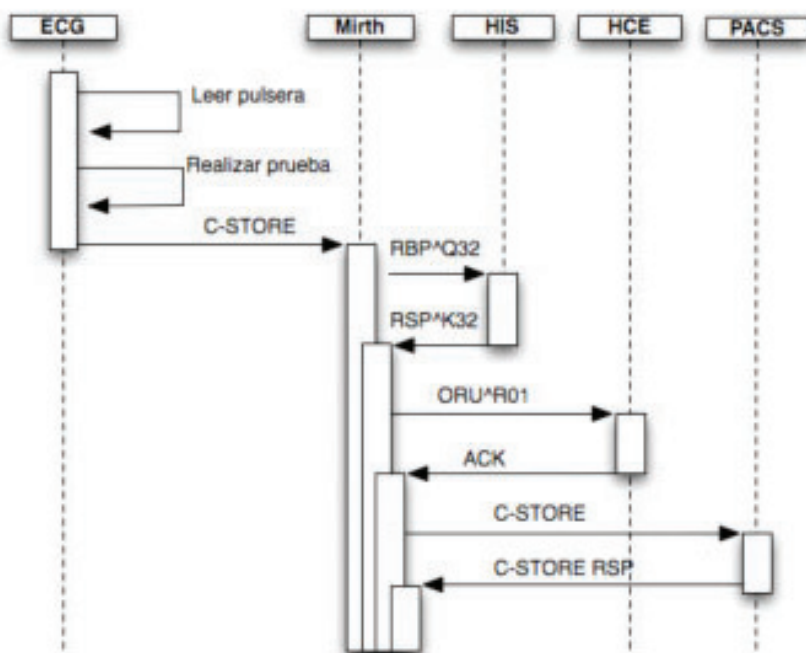 ECG Mirth HIS HCE PACS
Leer pulsera
Realizar prueba
C-STORE
RBP^Q32
RSP^K32
ORU^R01
ACK
C-STORE
C-STORE RSP